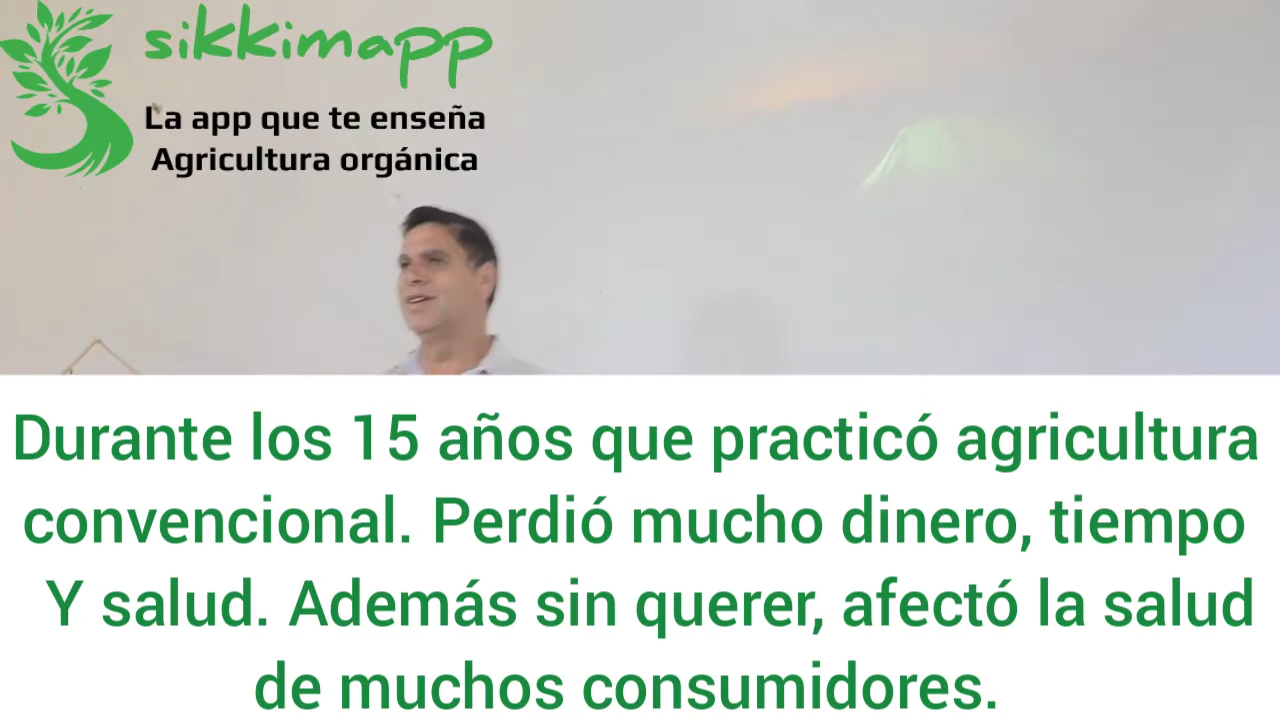 sikkimapp
La app que te enseña
Agricultura orgánica
Durante los 15 años que practicó agricultura
convencional. Perdió mucho dinero, tiempo
Y salud. Además sin querer, afectó la salud
de muchos consumidores.